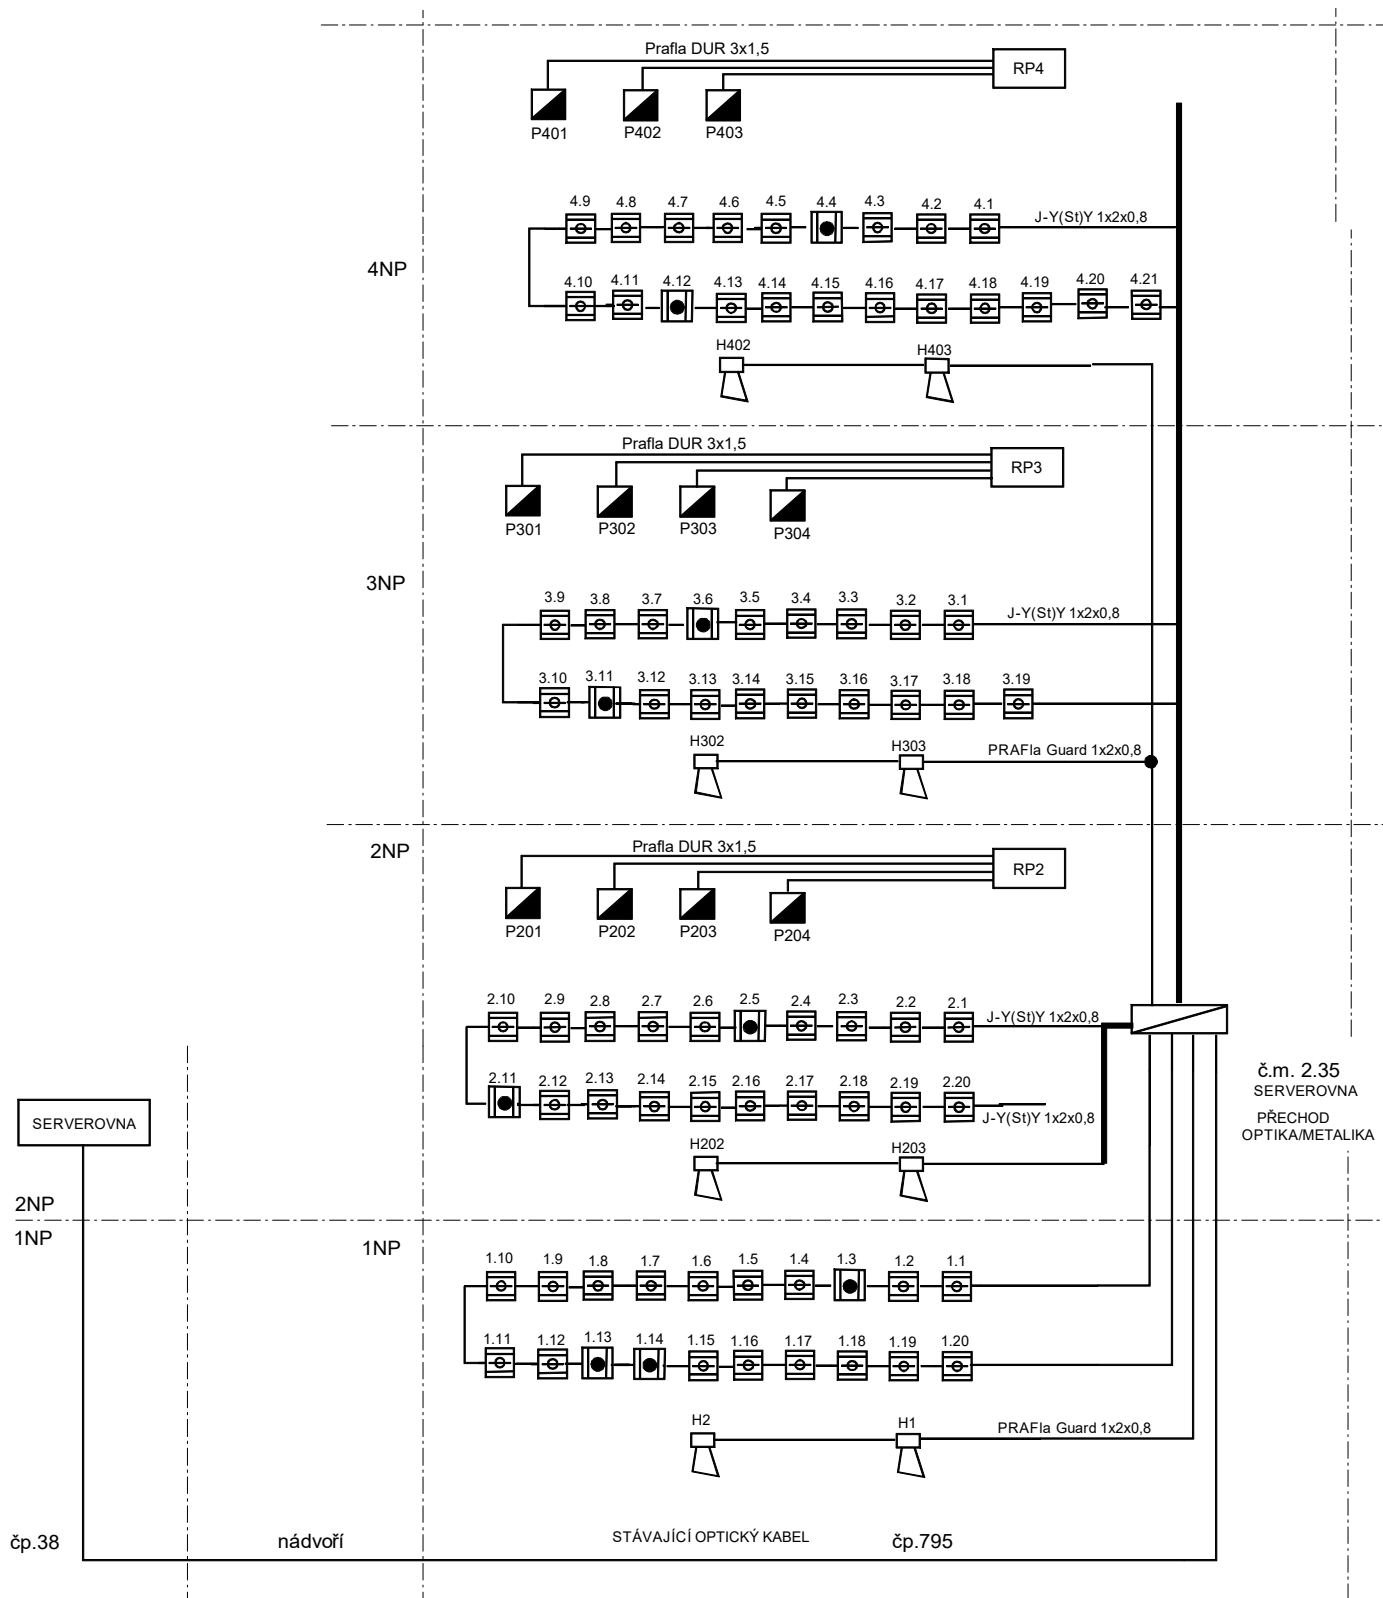 Prafla DUR 3x1,5
RP4
P401 P402 P403
4.9 4.8 4.7 4.6 4.5 4.4 4.3 4.2 4.1
J-Y(St)Y 1x2x0,8
4NP
4.10 4.11 4.12 4.13 4.14 4.15 4.16 4.17 4.18 4.19 4.20 4.21
H402 H403
Prafla DUR 3x1,5
RP3
P301 P302 P303 P304
3NP
3.9 3.8 3.7 3.6 3.5 3.4 3.3 3.2 3.1
J-Y(St)Y 1x2x0,8
3.10 3.11 3.12 3.13 3.14 3.15 3.16 3.17 3.18 3.19
H302 H303
PRAFla Guard 1x2x0,8
2NP
Prafla DUR 3x1,5
RP2
P201 P202 P203 P204
2.10 2.9 2.8 2.7 2.6 2.5 2.4 2.3 2.2 2.1
J-Y(St)Y 1x2x0,8
2.11 2.12 2.13 2.14 2.15 2.16 2.17 2.18 2.19 2.20
J-Y(St)Y 1x2x0,8
č.m. 2.35
SERVEROVNA
PŘECHOD
OPTIKA/METALIKA
SERVEROVNA
H202 H203
2NP
1NP
1NP
1.10 1.9 1.8 1.7 1.6 1.5 1.4 1.3 1.2 1.1
1.11 1.12 1.13 1.14 1.15 1.16 1.17 1.18 1.19 1.20
H2 H1
PRAFla Guard 1x2x0,8
čp.38
nádvoří
STÁVAJÍCÍ OPTICKÝ KABEL
čp.795